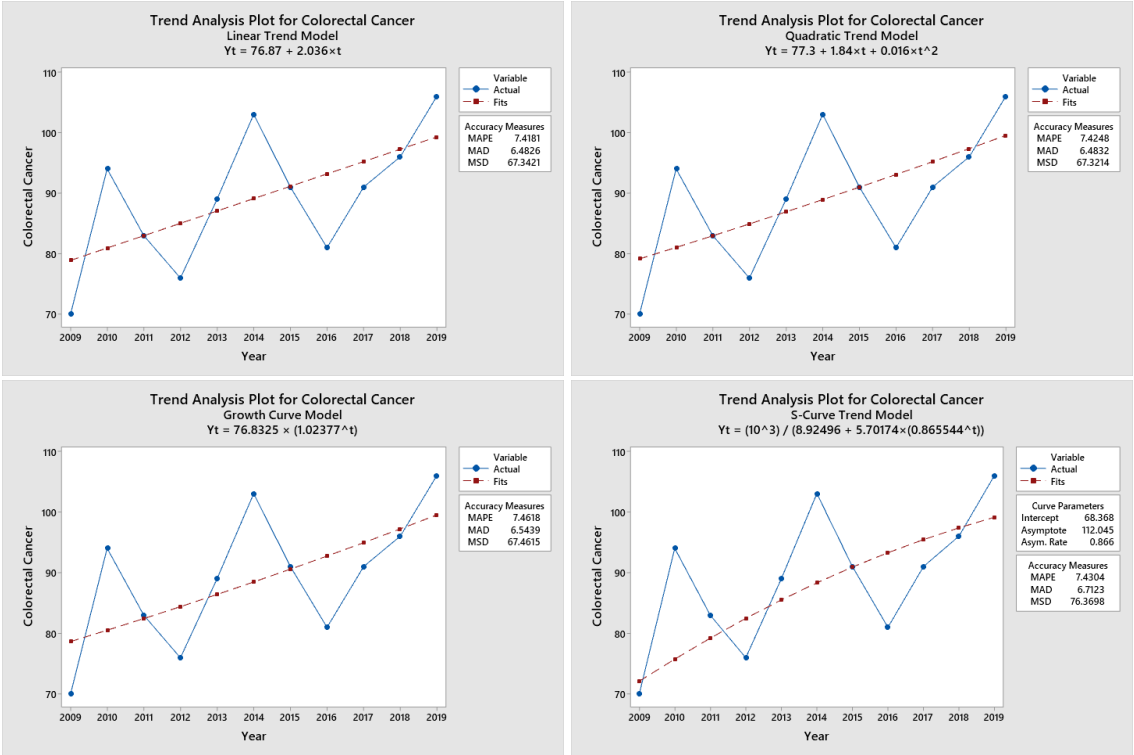 Trend Analysis Plot for Colorectal Cancer
Linear Trend Model
Yt = 76.87 + 2.036×t
110
100
90
80
70
Colorectal Cancer
2009 2010 2011 2012 2013 2014 2015 2016 2017 2018 2019
Year
Variable
Actual
Fits
Accuracy Measures
MAPE 7.4181
MAD 6.4826
MSD 67.3421
Trend Analysis Plot for Colorectal Cancer
Quadratic Trend Model
Yt = 77.3 + 1.84×t + 0.016×t^2
110
100
90
80
70
Colorectal Cancer
2009 2010 2011 2012 2013 2014 2015 2016 2017 2018 2019
Year
Variable
Actual
Fits
Accuracy Measures
MAPE 7.4248
MAD 6.4832
MSD 67.3214
Trend Analysis Plot for Colorectal Cancer
Growth Curve Model
Yt = 76.8325 × (1.02377^t)
110
100
90
80
70
Colorectal Cancer
2009 2010 2011 2012 2013 2014 2015 2016 2017 2018 2019
Year
Variable
Actual
Fits
Accuracy Measures
MAPE 7.4618
MAD 6.5439
MSD 67.4615
Trend Analysis Plot for Colorectal Cancer
S-Curve Trend Model
Yt = (10^3) / (8.92496 + 5.70174×(0.865544^t))
110
100
90
80
70
Colorectal Cancer
2009 2010 2011 2012 2013 2014 2015 2016 2017 2018 2019
Year
Variable
Actual
Fits
Curve Parameters
Intercept 68.368
Asymptote 112.045
Asym. Rate 0.866
Accuracy Measures
MAPE 7.4304
MAD 6.7123
MSD 76.3698